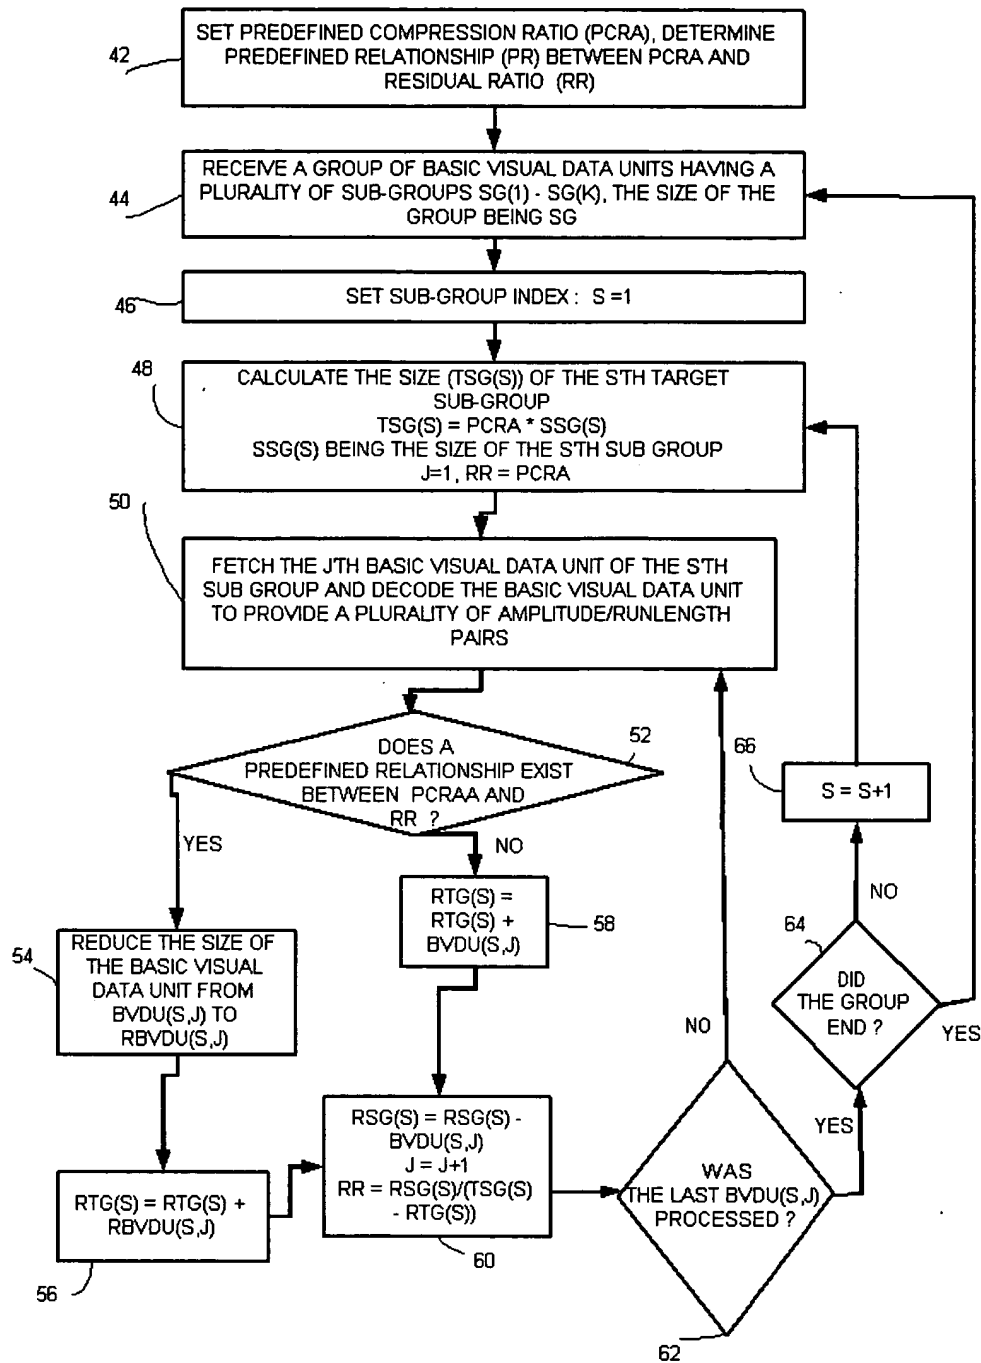 SET PREDEFINED COMPRESSION RATIO (PCRA), DETERMINE
PREDEFINED RELATIONSHIP (PR) BETWEEN PCRA AND
RESIDUAL RATIO (RR)
42
RECEIVE A GROUP OF BASIC VISUAL DATA UNITS HAVING A
PLURALITY OF SUB-GROUPS SG(1) - SG(K), THE SIZE OF THE
GROUP BEING SG
44
SET SUB-GROUP INDEX : S =1
46
CALCULATE THE SIZE (TSG(S)) OF THE S'TH TARGET
SUB-GROUP
TSG(S) = PCRA * SSG(S)
SSG(S) BEING THE SIZE OF THE S'TH SUB GROUP
J=1, RR = PCRA
48
50
FETCH THE J'TH BASIC VISUAL DATA UNIT OF THE S'TH
SUB GROUP AND DECODE THE BASIC VISUAL DATA UNIT
TO PROVIDE A PLURALITY OF AMPLITUDE/RUNLENGTH
PAIRS
DOES A
PREDEFINED RELATIONSHIP EXIST
BETWEEN PCRAA AND
RR ?
52
66
S = S+1
YES
NO
RTG(S) =
RTG(S) +
BVDU(S,J)
58
NO
64
DID
THE GROUP
END ?
YES
54
REDUCE THE SIZE OF
THE BASIC VISUAL
DATA UNIT FROM
BVDU(S,J) TO
RBVDU(S,J)
NO
RSG(S) = RSG(S) -
BVDU(S,J)
J = J+1
RR = RSG(S)/(TSG(S)
- RTG(S))
60
YES
WAS
THE LAST BVDU(S,J)
PROCESSED ?
RTG(S) = RTG(S) +
RBVDU(S,J)
56
62